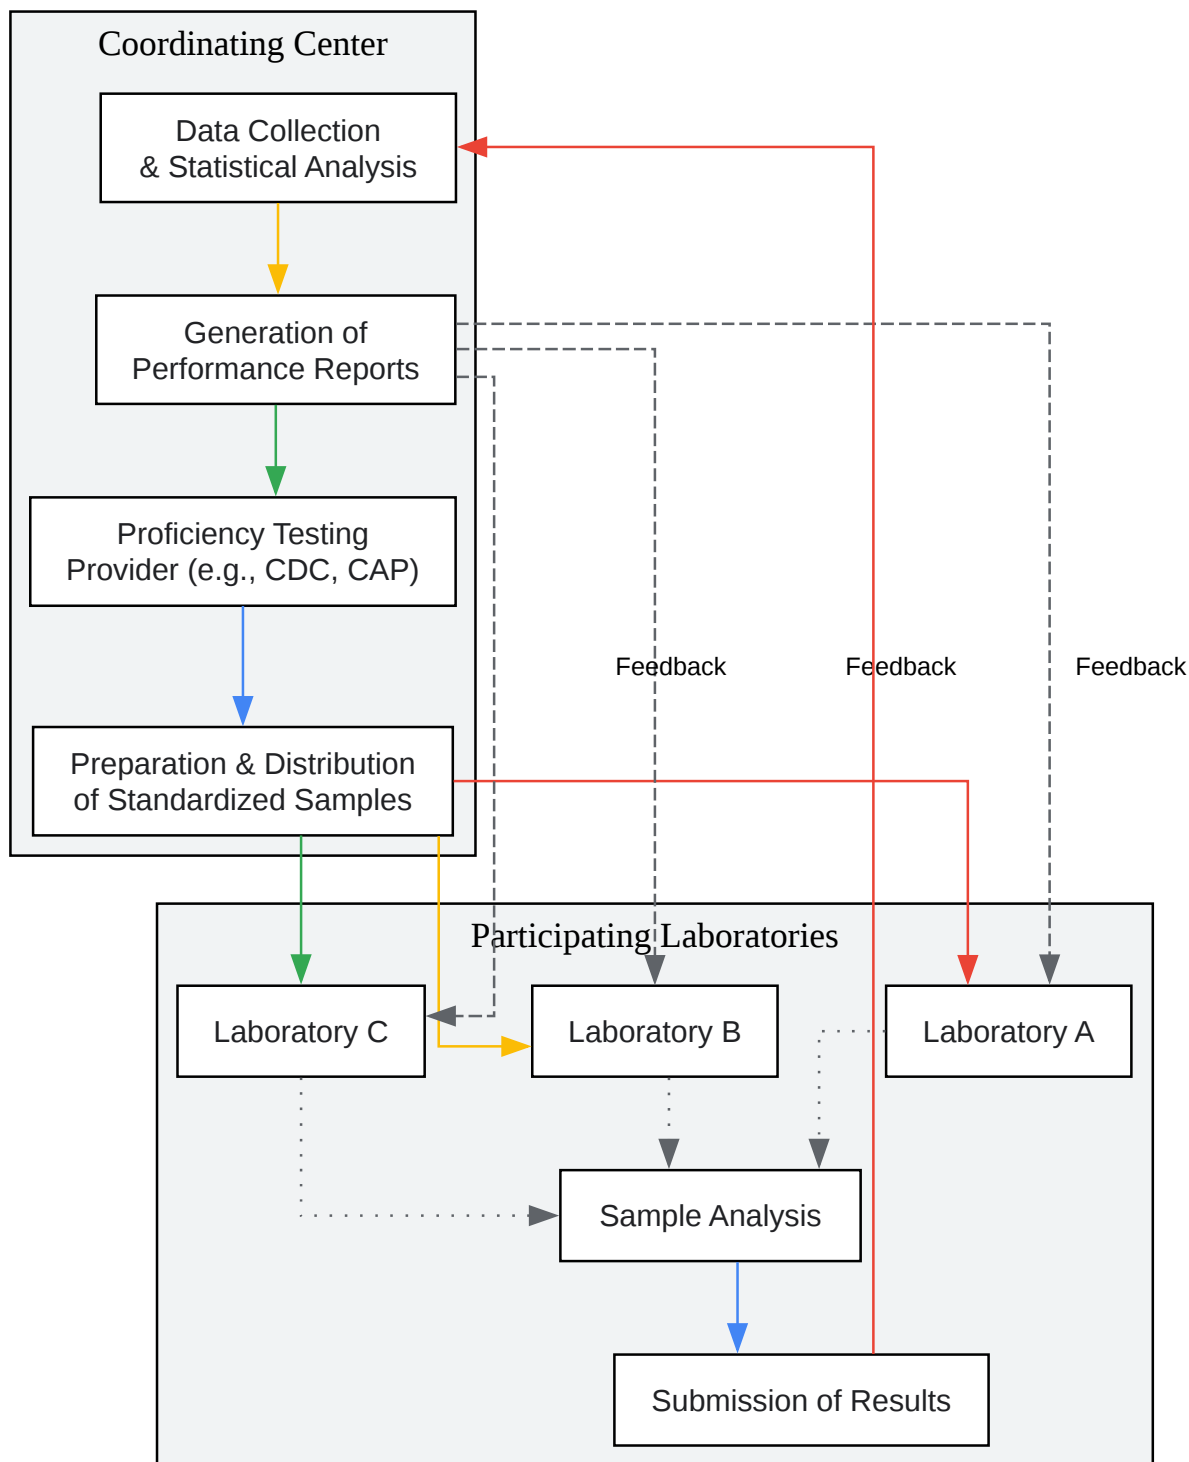 Coordinating Center
Data Collection
& Statistical Analysis
Generation of
Performance Reports
Proficiency Testing
Provider (e.g., CDC, CAP)
Feedback
Feedback
Feedback
Preparation & Distribution
of Standardized Samples
Participating Laboratories
Laboratory C
Laboratory B
Laboratory A
Sample Analysis
Submission of Results